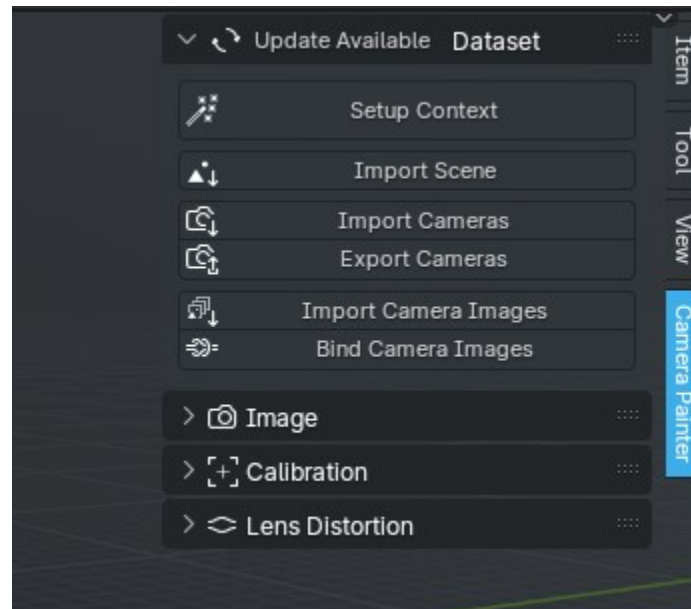 Update Available Dataset
Setup Context
Import Scene
Import Cameras
Export Cameras
Import Camera Images
Bind Camera Images
Image
Calibration
Lens Distortion
Item
Tool
View
Camera Painter